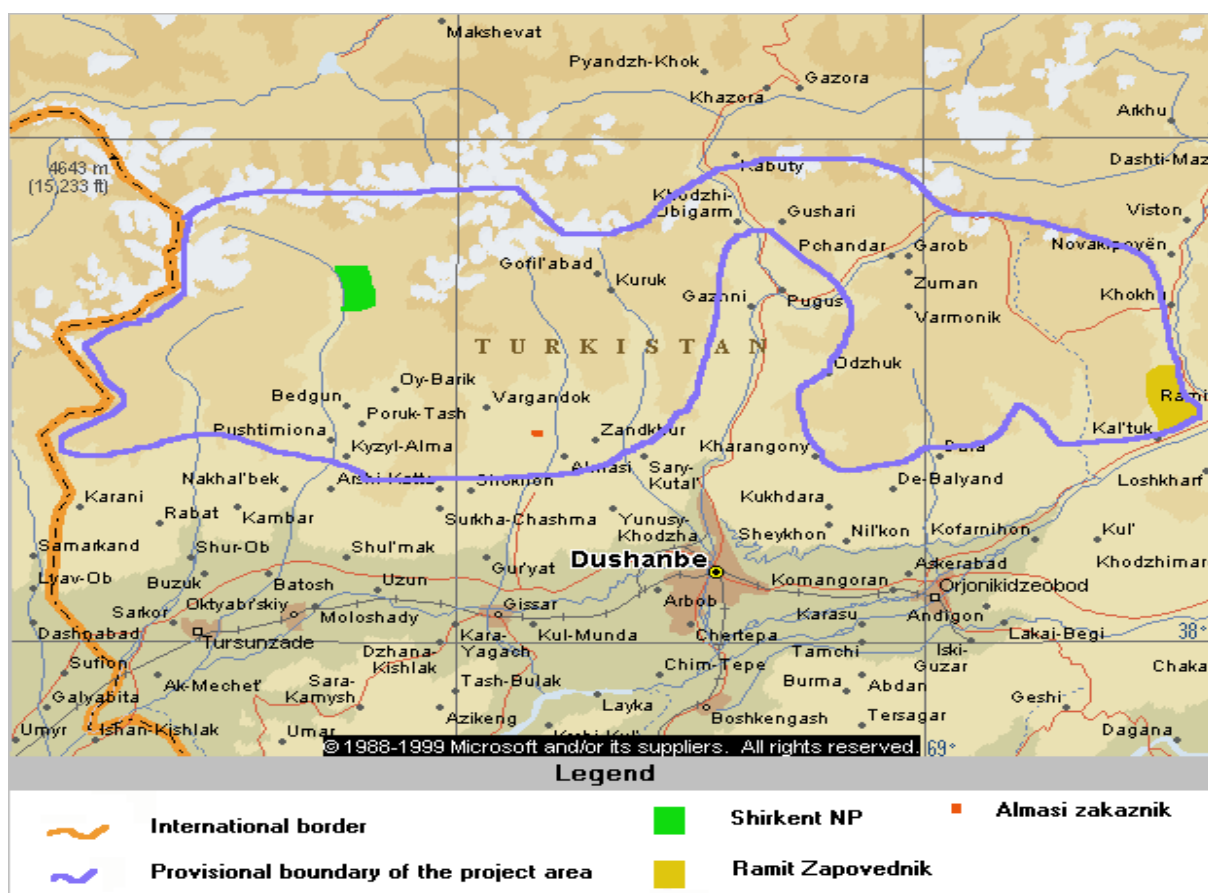 Makshevat
Pyandzh-Khok
Gazora
Khazora
Arkhu
4643 m
(15,233 ft)
Kabuty
Dashti-Maz
Khodzhi-
Obigarm
Gushari
Viston
Pchandar
Garob
Novakipoyën
Gofil'abad
Kuruk
Zuman
Gazhni
Pugus
Khokhu
Varmonik
TURKISTAN
Odzhuk
Oy-Barik
Bedgun
Vargandok
Rami
Poruk-Tash
Pushtimiona
Zandkhur
Kal'tuk
Kyzyl-Alma
Kharangony
Almasi
Sary-
Kutal'
Loshkharf
Nakhal'bek
De-Balyand
Karani
Kukhdara
Rabat
Kambar
Surkha-Chashma
Yunusy-
Khodzha
Sheykhon
Nil'kon
Kofarnihon
Kul'
Samarkand
Shur-Ob
Shul'mak
Dushanbe
Khodzhimar
Lyav-Ob
Buzuk
Batosh
Uzun
Gur'yat
Komangoran
Askerabad
Orjonikidzeobod
Sarkor
Oktyabr'skiy
Moloshady
Gissar
Arbob
Karasu
Andigon
Dashnabad
Tursunzade
Kara-
Yagach
Kul-Munda
Chertepa
Lakai-Begi
38°
Suflon
Dzhana-
Kishlak
Chim-Tepe
Tamchi
Iski-
Guzar
Ak-Mechet'
Sara-
Kamysh
Tash-Bulak
Burma
Abdan
Chaka
Galyabita
Layka
Geshi
Azikeng
Boshkengash
Tersagar
Umyr
Ishan-Kishlak
Umar
Dagana
© 1988-1999 Microsoft and/or its suppliers. All rights reserved.
69°
Legend
International border
Shirkent NP
Almasi zakaznik
Provisional boundary of the project area
Ramit Zapovednik